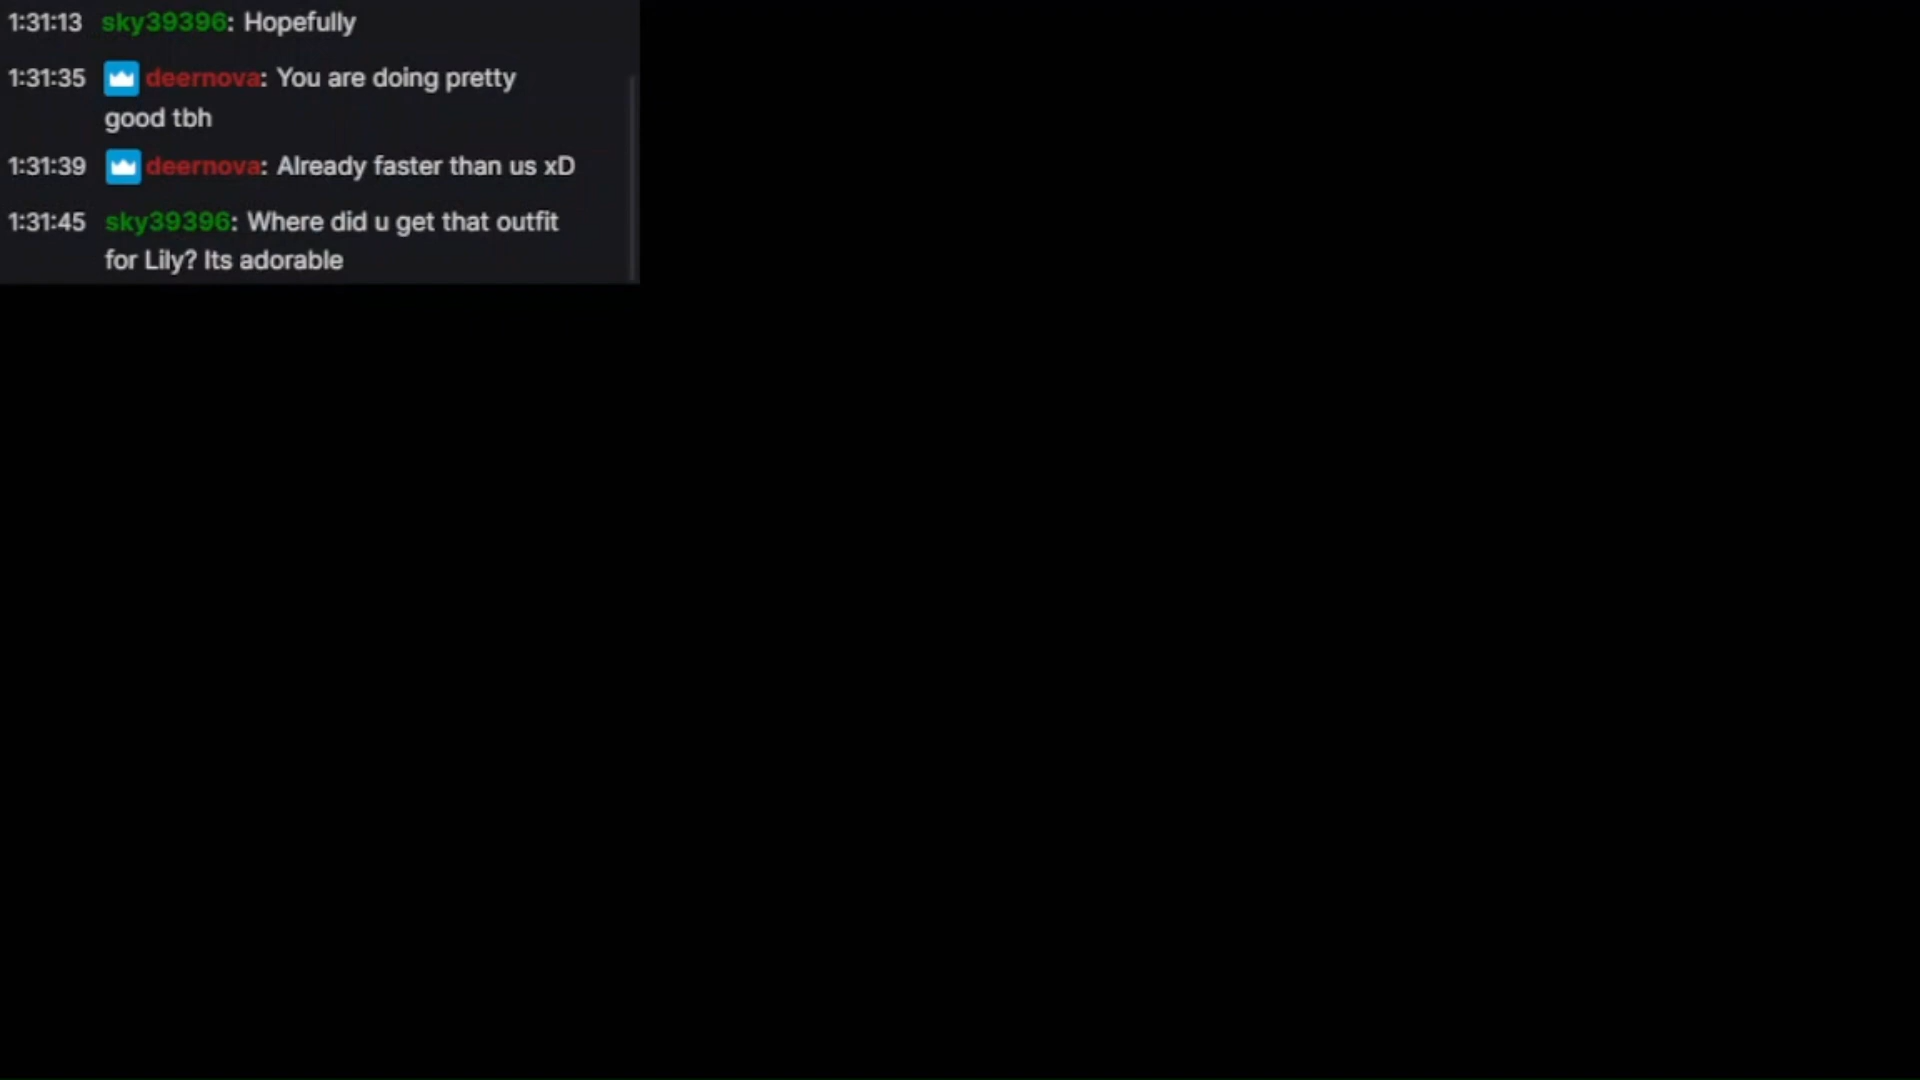 1:31:13 sky39396: Hopefully
1:31:35 deernova: You are doing pretty
good tbh
1:31:39 deernova: Already faster than us xD
1:31:45 sky39396: Where did u get that outfit
for Lily? Its adorable